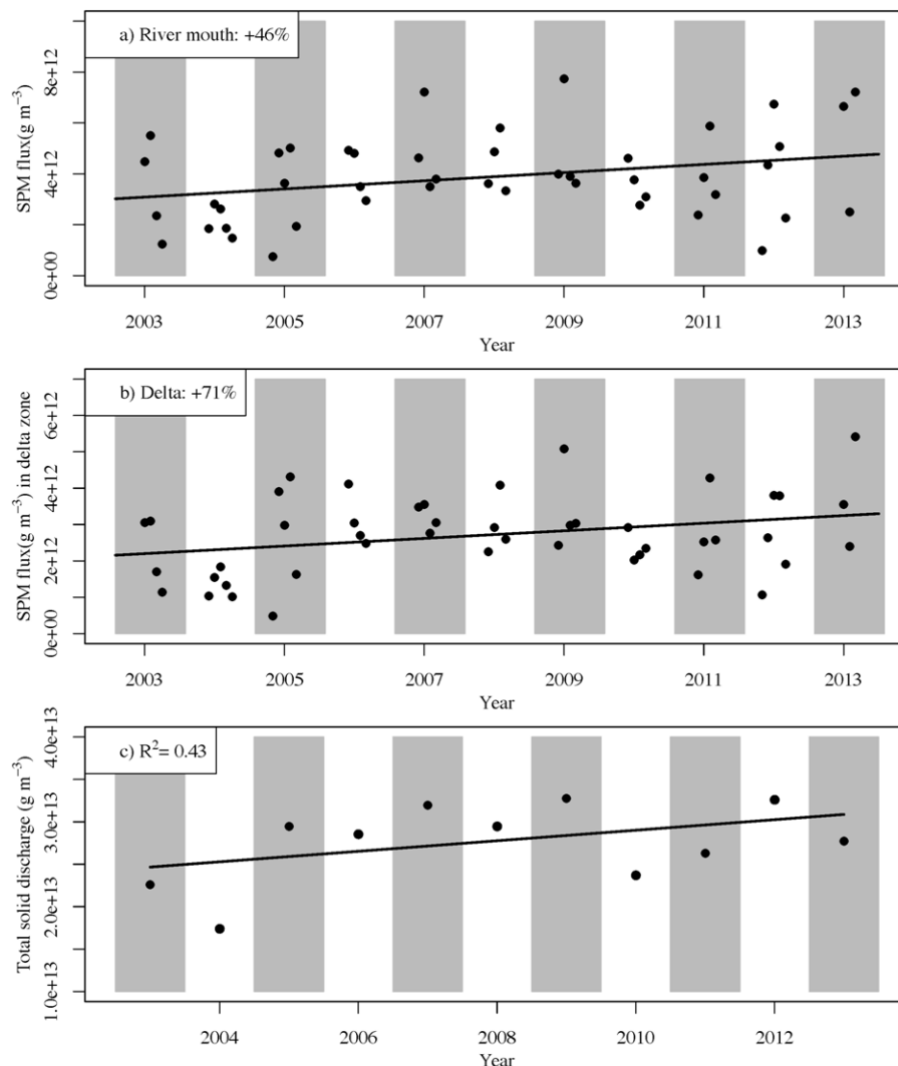 a) River mouth: +46%
SPM flux(g m⁻³)
0e+00 4e+12 8e+12
2003 2005 2007 2009 2011 2013
Year
b) Delta: +71%
SPM flux(g m⁻³) in delta zone
0e+00 2e+12 4e+12 6e+12
2003 2005 2007 2009 2011 2013
Year
c) R²= 0.43
Total solid discharge (g m⁻³)
1.0e+13 2.0e+13 3.0e+13 4.0e+13
2004 2006 2008 2010 2012
Year